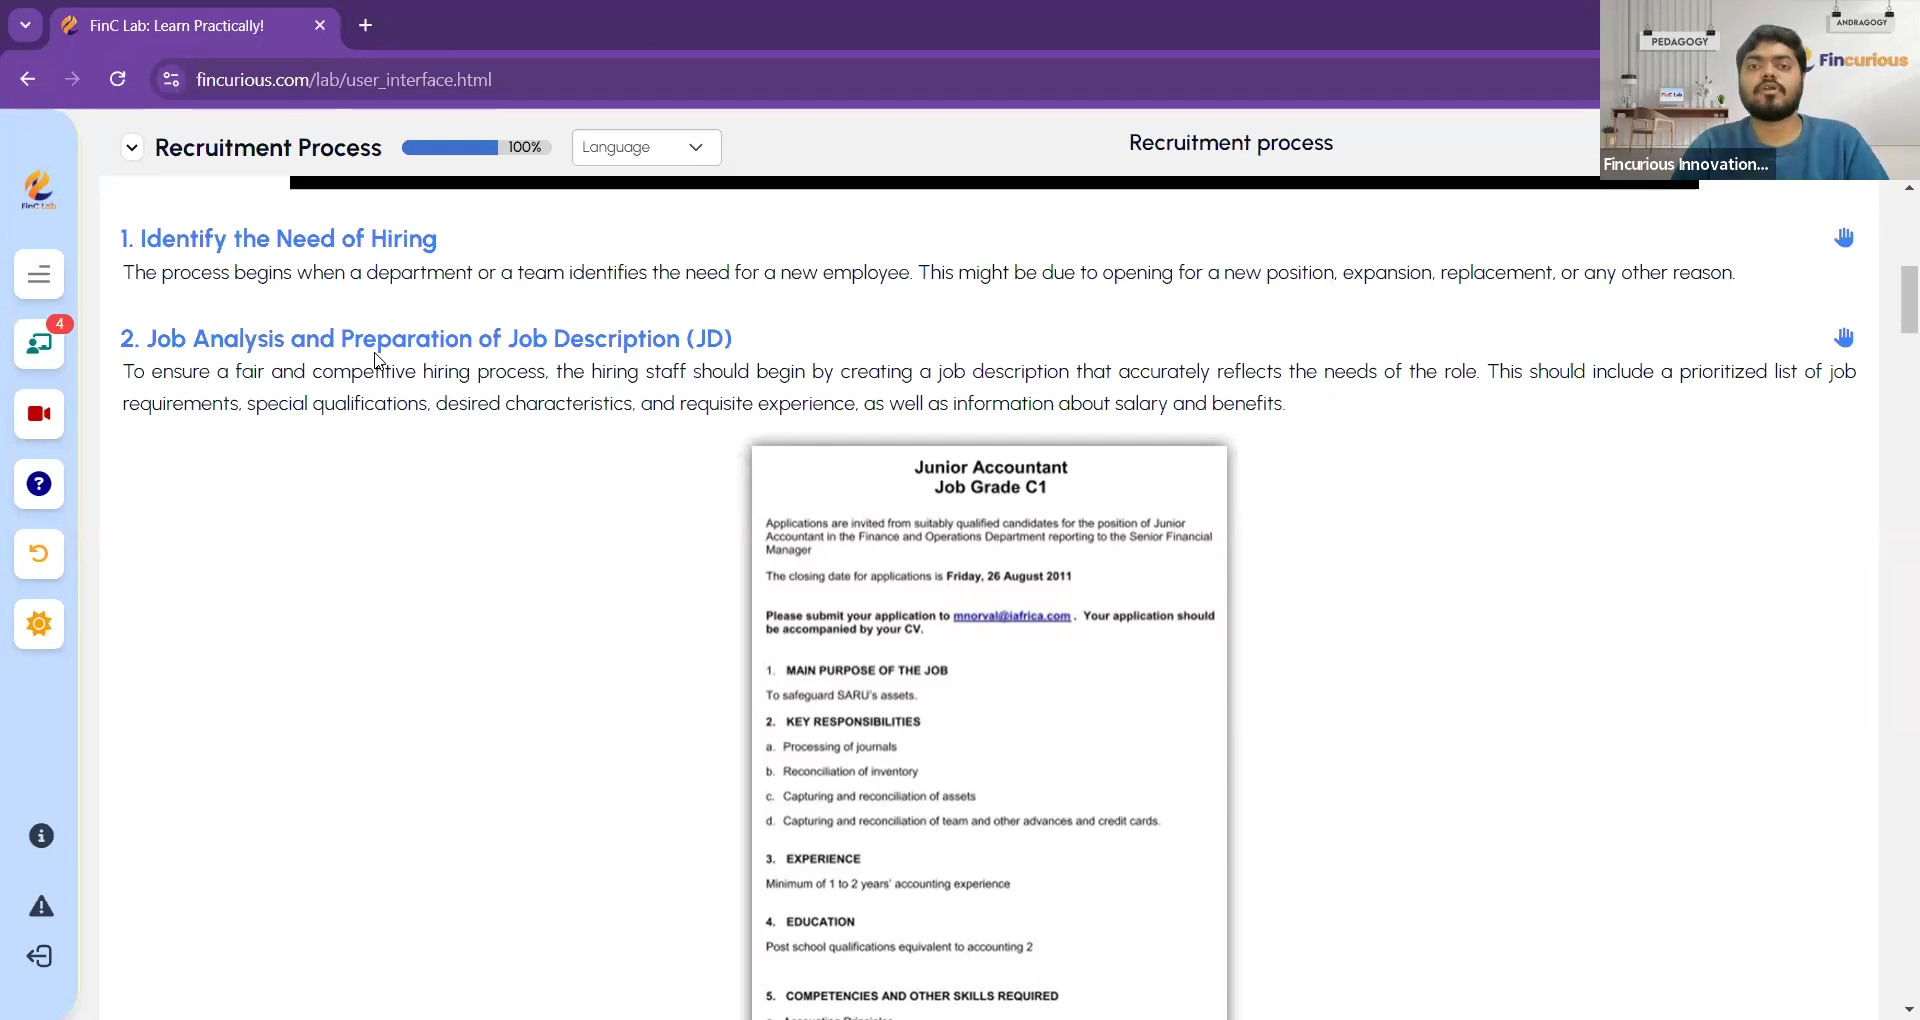 FinC Lab: Learn Practically!
fincurious.com/lab/user_interface.html
PEDAGOGY
ANDRAGOGY
Fincurious
FinC Lab
Fincurious Innovation...
FinC Lab
4
Recruitment Process
100%
Language
Recruitment process
1. Identify the Need of Hiring
The process begins when a department or a team identifies the need for a new employee. This might be due to opening for a new position, expansion, replacement, or any other reason.
2. Job Analysis and Preparation of Job Description (JD)
To ensure a fair and competitive hiring process, the hiring staff should begin by creating a job description that accurately reflects the needs of the role. This should include a prioritized list of job
requirements, special qualifications, desired characteristics, and requisite experience, as well as information about salary and benefits.
Junior Accountant
Job Grade C1
Applications are invited from suitably qualified candidates for the position of Junior
Accountant in the Finance and Operations Department reporting to the Senior Financial
Manager
The closing date for applications is Friday, 26 August 2011
Please submit your application to mnorval@iafrica.com . Your application should
be accompanied by your CV.
1. MAIN PURPOSE OF THE JOB
To safeguard SARU's assets.
2. KEY RESPONSIBILITIES
a. Processing of journals
b. Reconciliation of inventory
c. Capturing and reconciliation of assets
d. Capturing and reconciliation of team and other advances and credit cards.
3. EXPERIENCE
Minimum of 1 to 2 years' accounting experience
4. EDUCATION
Post school qualifications equivalent to accounting 2
5. COMPETENCIES AND OTHER SKILLS REQUIRED